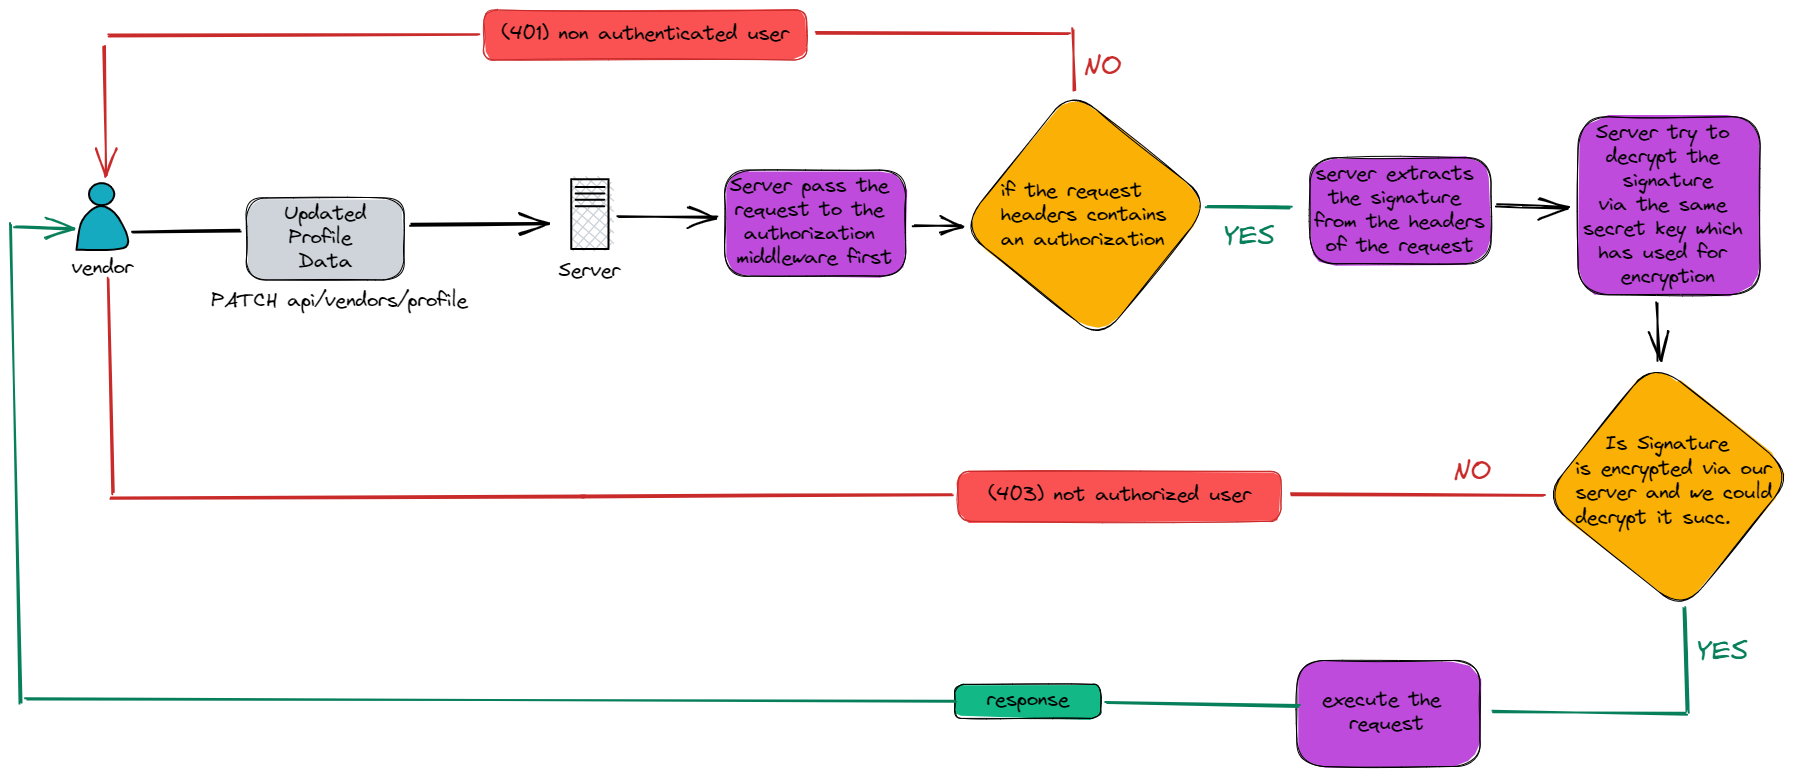 (401) non authenticated user
NO
vendor
Updated
Profile
Data
PATCH api/vendors/profile
Server
Server pass the
request to the
authorization
middleware first
if the request
headers contains
an authorization
YES
server extracts
the signature
from the headers
of the request
Server try to
decrypt the
signature
via the same
secret key which
has used for
encryption
Is Signature
is encrypted via our
server and we could
decrypt it succ.
NO
(403) not authorized user
YES
execute the
request
response